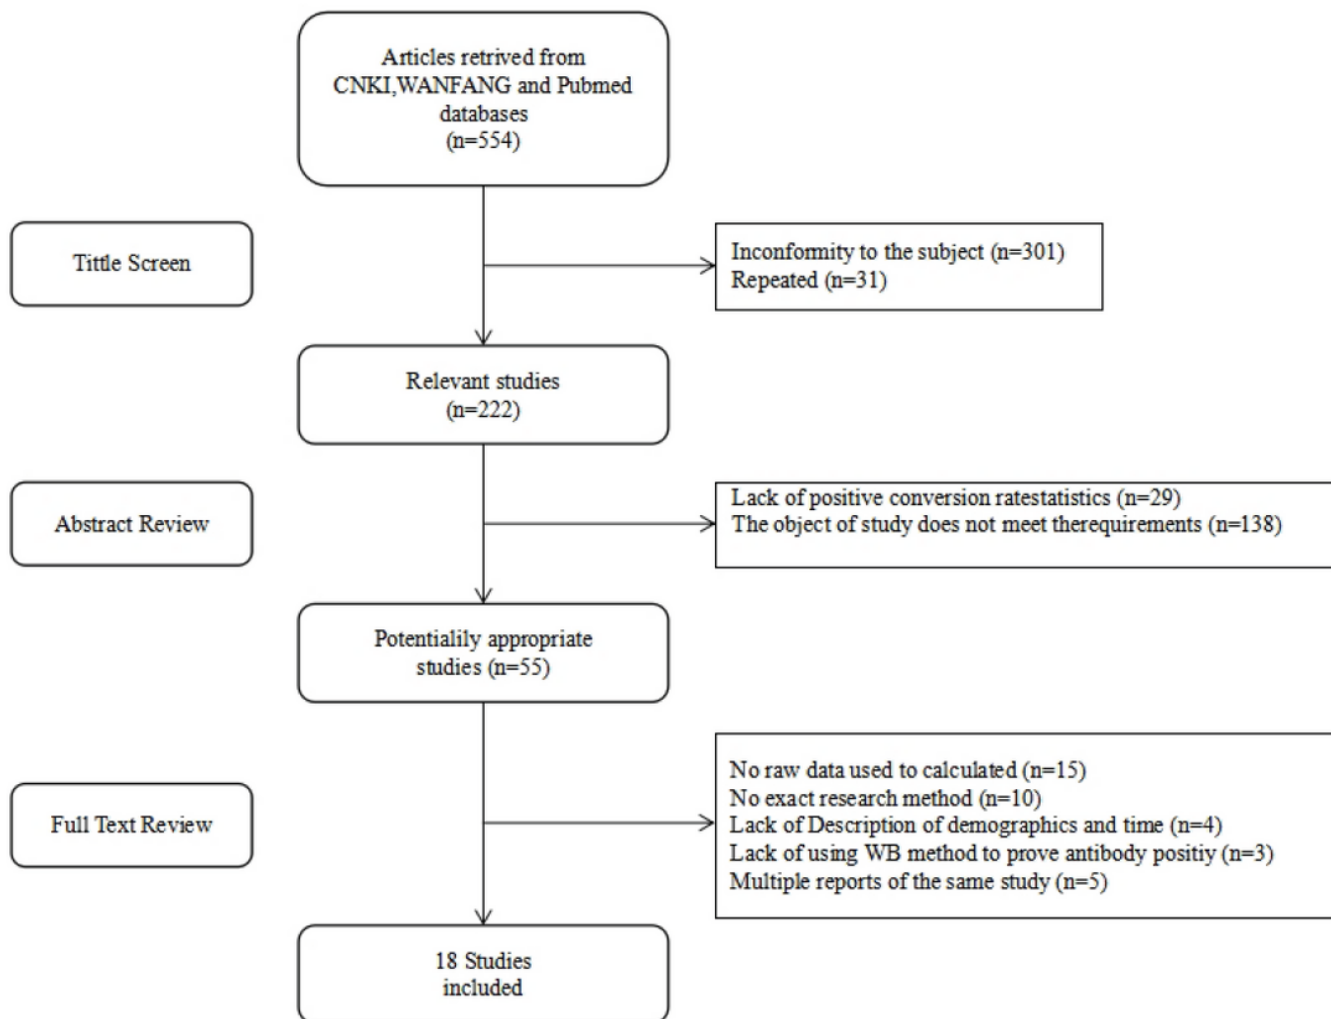 Articles retrived from
CNKI,WANFANG and Pubmed
databases
(n=554)
Tittle Screen
Inconformity to the subject (n=301)
Repeated (n=31)
Relevant studies
(n=222)
Abstract Review
Lack of positive conversion ratestatistics (n=29)
The object of study does not meet therequirements (n=138)
Potentialily appropriate
studies (n=55)
Full Text Review
No raw data used to calculated (n=15)
No exact research method (n=10)
Lack of Description of demographics and time (n=4)
Lack of using WB method to prove antibody positiy (n=3)
Multiple reports of the same study (n=5)
18 Studies
included